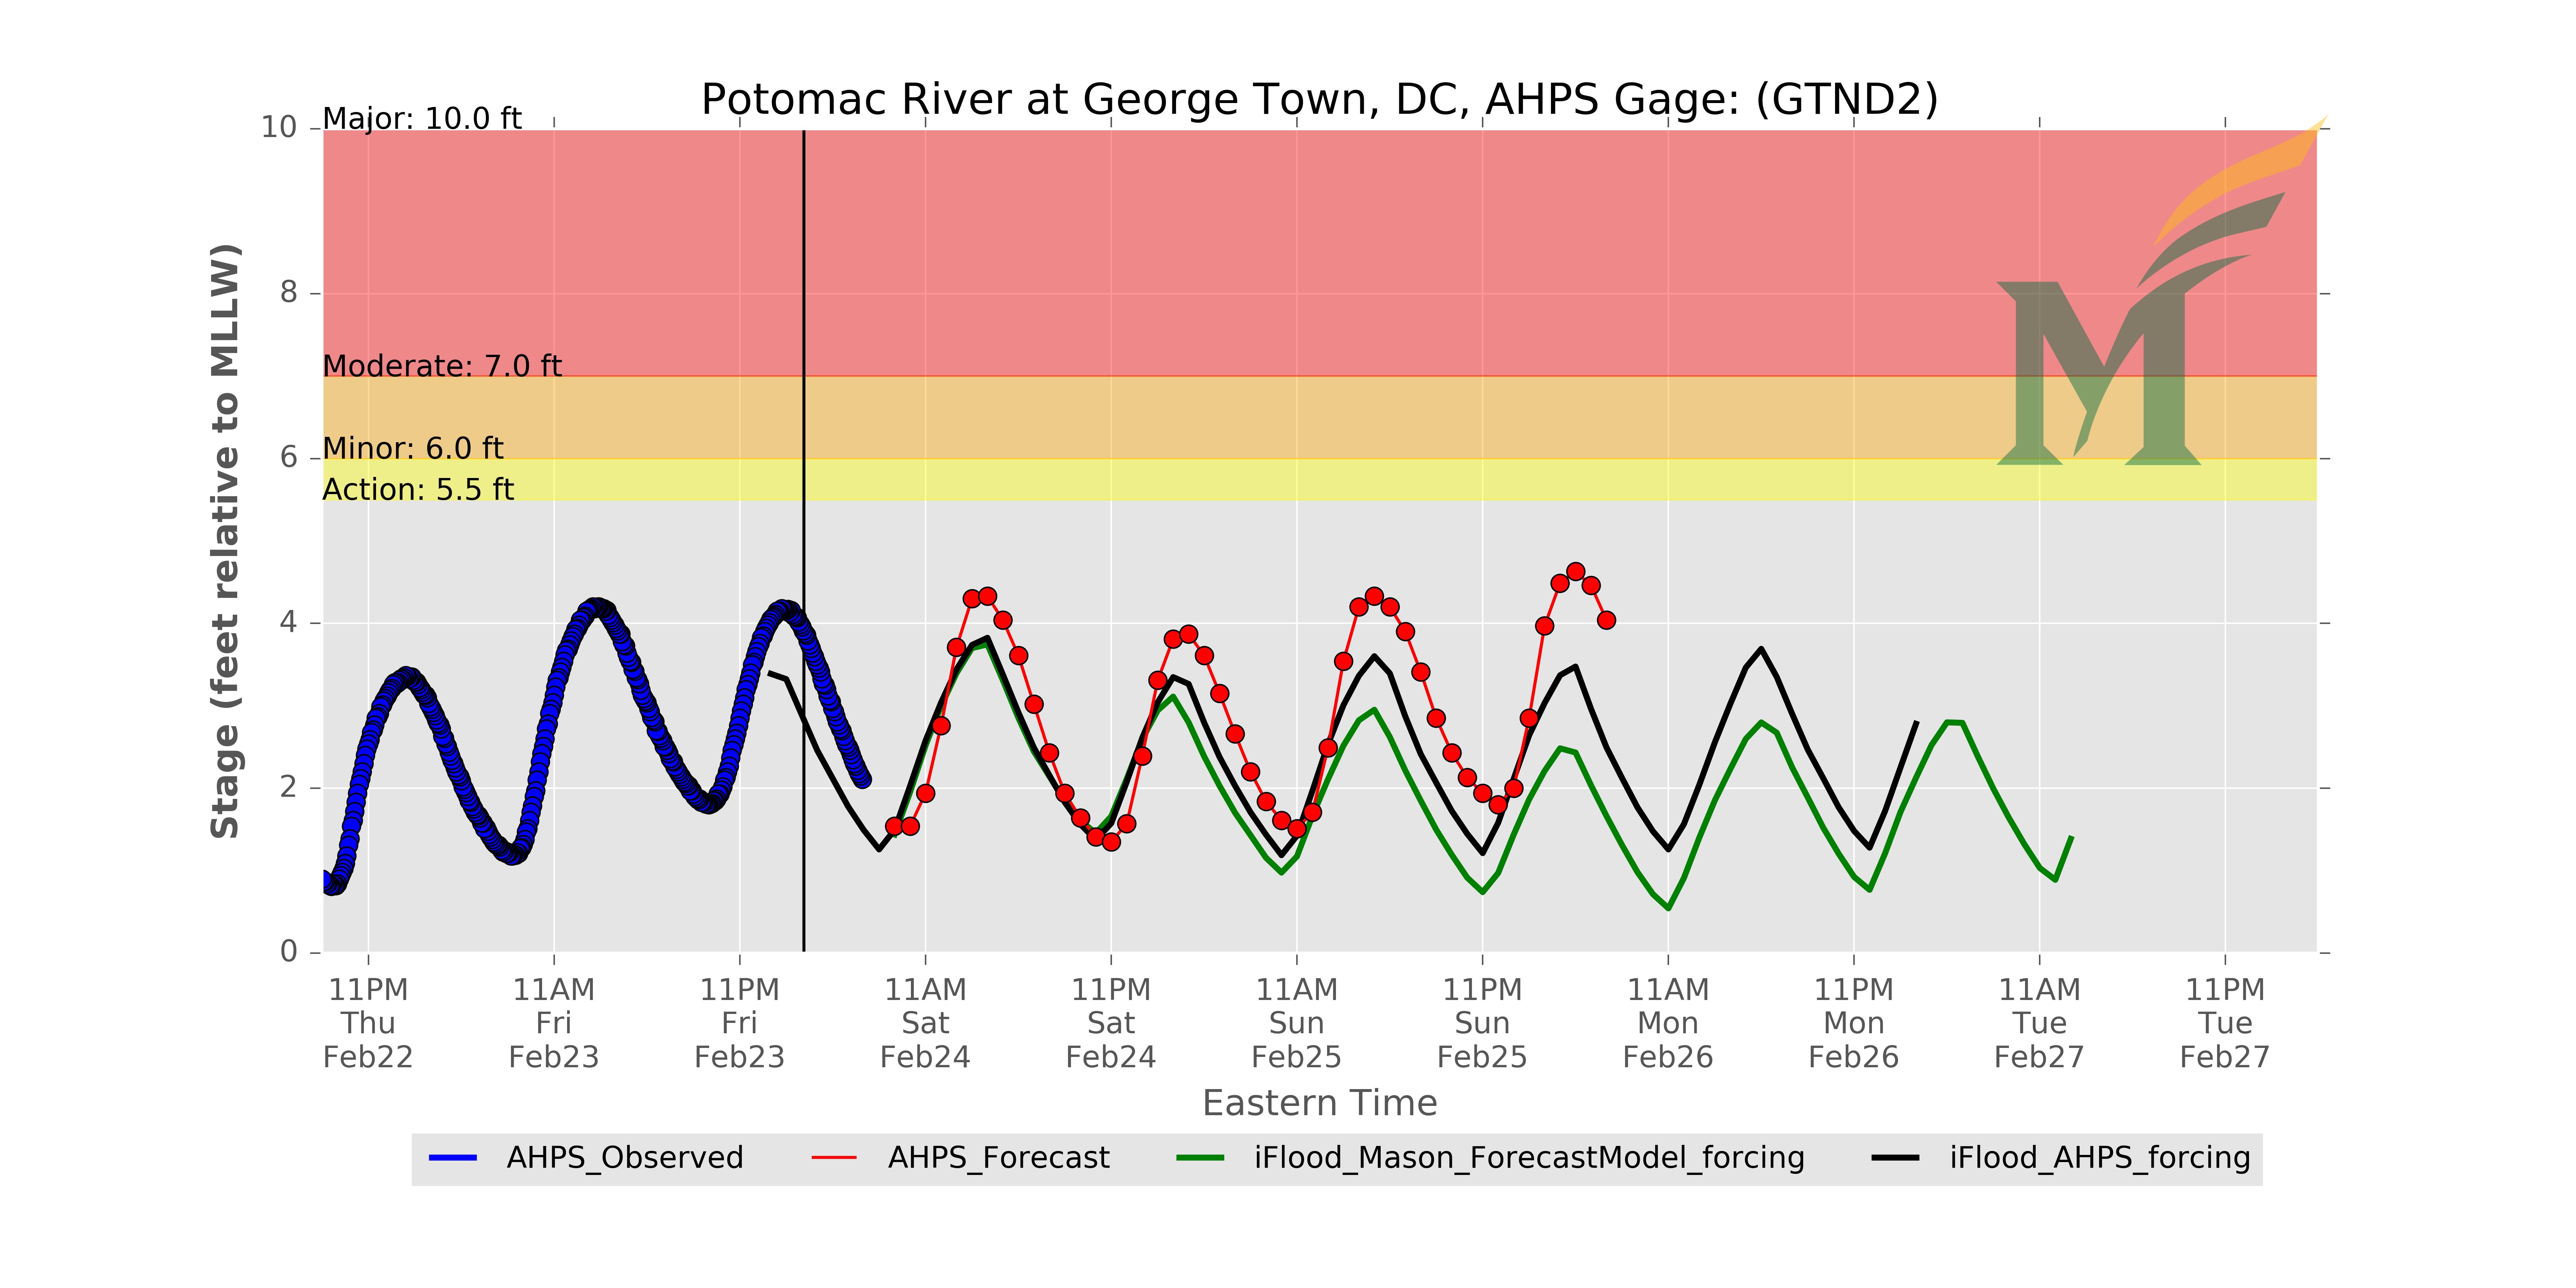 Potomac River at George Town, DC, AHPS Gage: (GTND2)
Major: 10.0 ft
Moderate: 7.0 ft
Minor: 6.0 ft
Action: 5.5 ft
Stage (feet relative to MLLW)
10
8
6
4
2
0
11PM 11AM 11PM 11AM 11PM 11AM 11PM 11AM 11PM 11AM 11PM
Thu Fri Fri Sat Sat Sun Sun Mon Mon Tue Tue
Feb22 Feb23 Feb23 Feb24 Feb24 Feb25 Feb25 Feb26 Feb26 Feb27 Feb27
Eastern Time
AHPS_Observed AHPS_Forecast iFlood_Mason_ForecastModel_forcing iFlood_AHPS_forcing
M